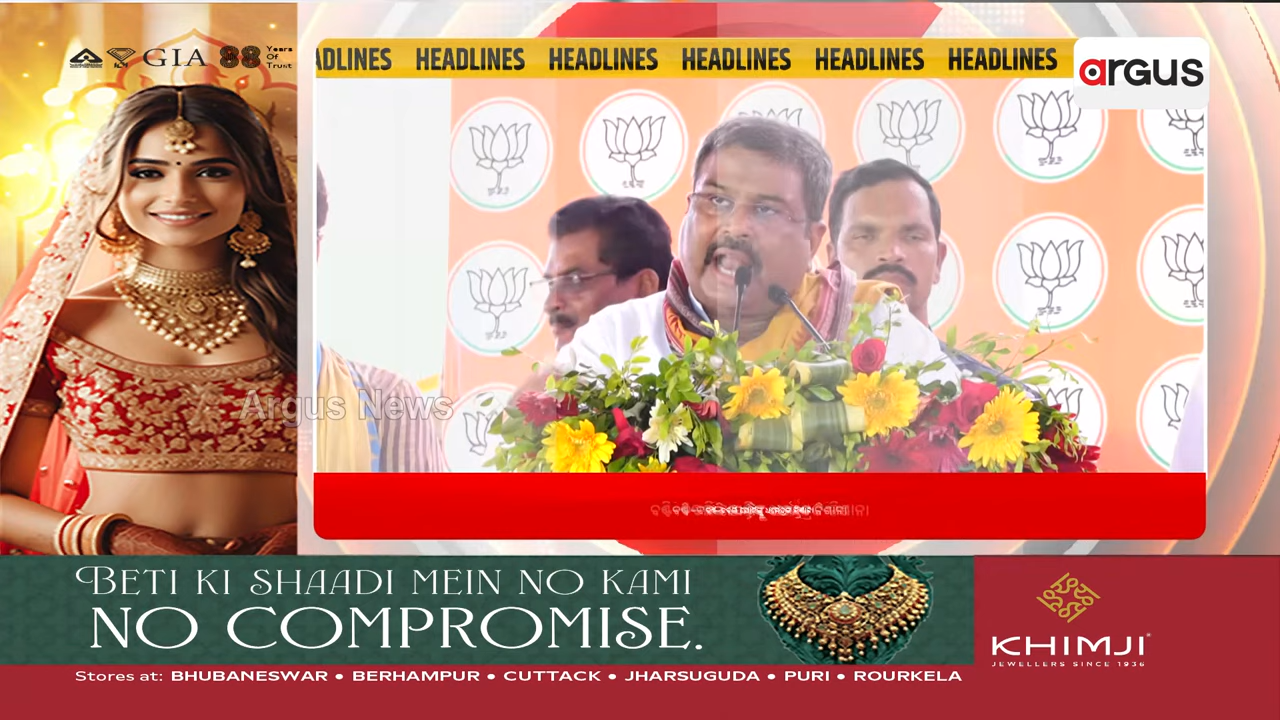 GIA 88 Years Of Trust
ADLINES HEADLINES HEADLINES HEADLINES HEADLINES HEADLINES
argus
Argus News
BETI KI SHAADI MEIN NO KAMI
NO COMPROMISE.
KHIMJI
JEWELLERS SINCE 1936
Stores at: BHUBANESWAR • BERHAMPUR • CUTTACK • JHARSUGUDA • PURI • ROURKELA